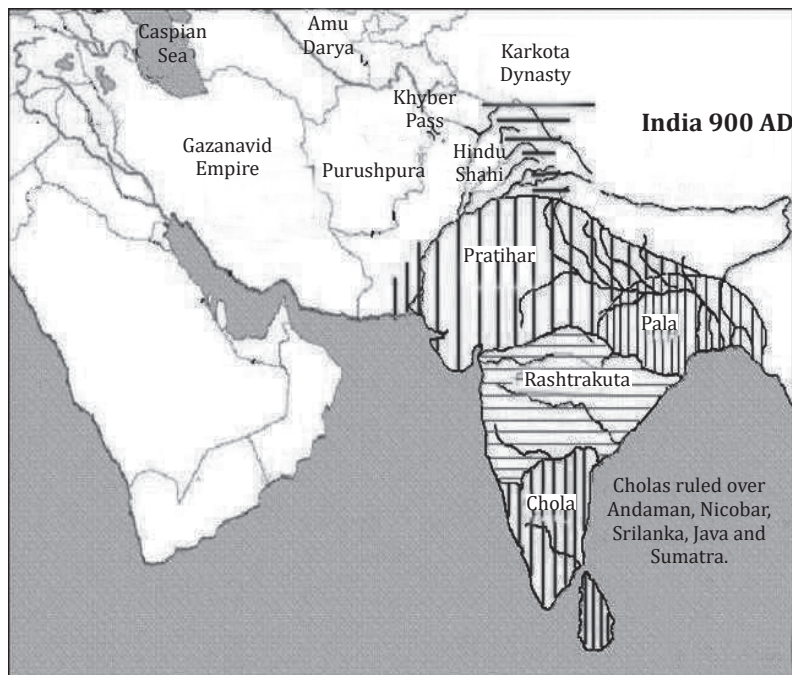 Caspian
Sea
Amu
Darya
Karkota
Dynasty
India 900 AD
Khyber
Pass
Gazanavid
Empire
Purushpura
Hindu
Shahi
Pratihar
Pala
Rashtrakuta
Chola
Cholas ruled over
Andaman, Nicobar,
Srilanka, Java and
Sumatra.